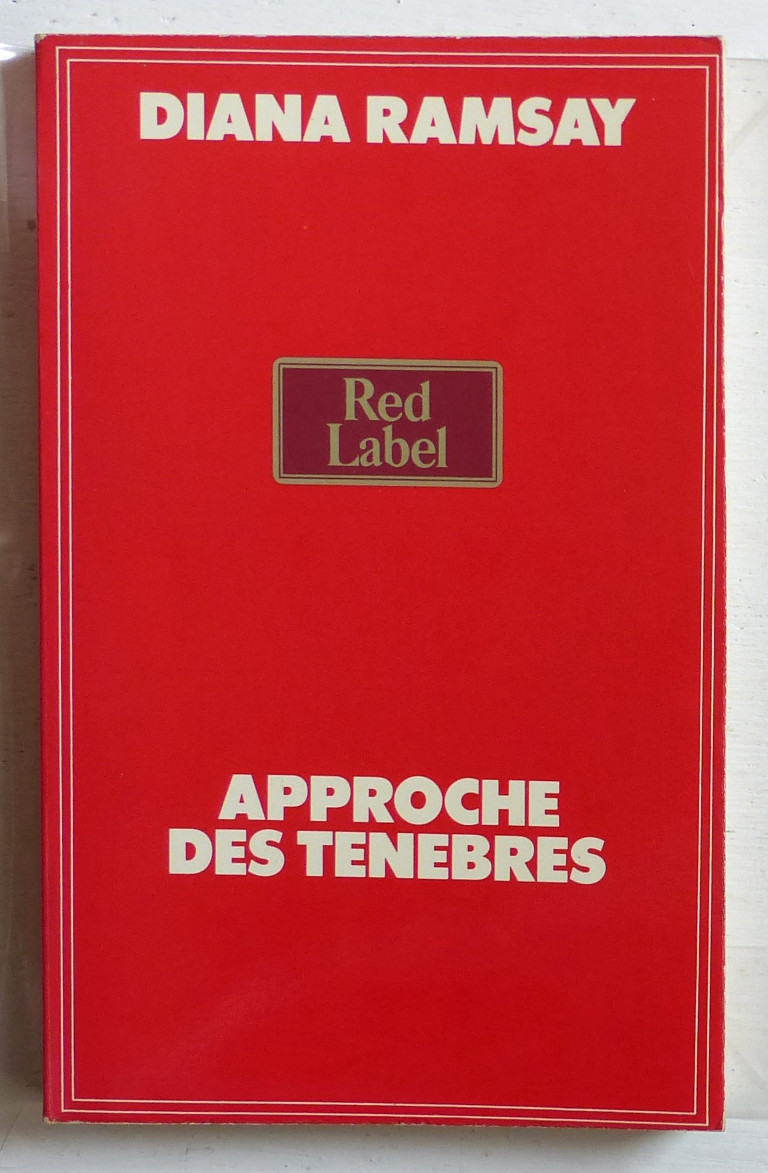 DIANA RAMSAY
Red
Label
APPROCHE
DES TENEBRES